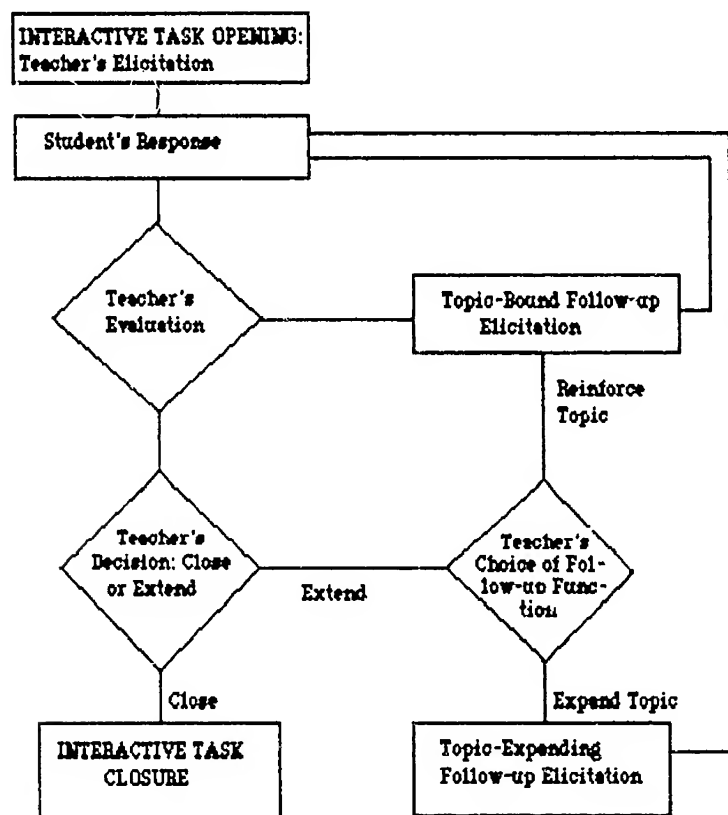 INTERACTIVE TASK OPENING:
Teacher's Elicitation
Student's Response
Teacher's
Evaluation
Topic-Bound Follow-up
Elicitation
Reinforce
Topic
Teacher's
Decision: Close
or Extend
Extend
Teacher's
Choice of Fol-
low-up Func-
tion
Close
Expand Topic
INTERACTIVE TASK
CLOSURE
Topic-Expanding
Follow-up Elicitation